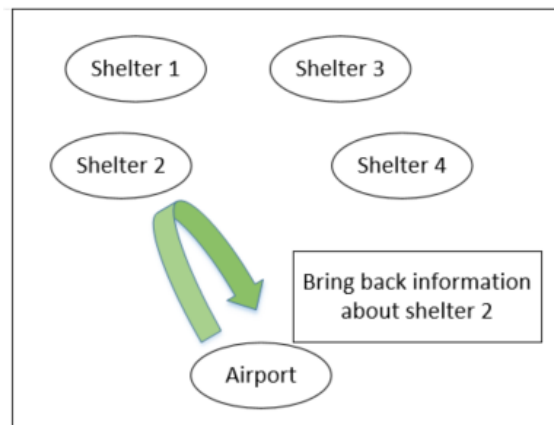 Shelter 1
Shelter 3
Shelter 2
Shelter 4
Bring back information
about shelter 2
Airport